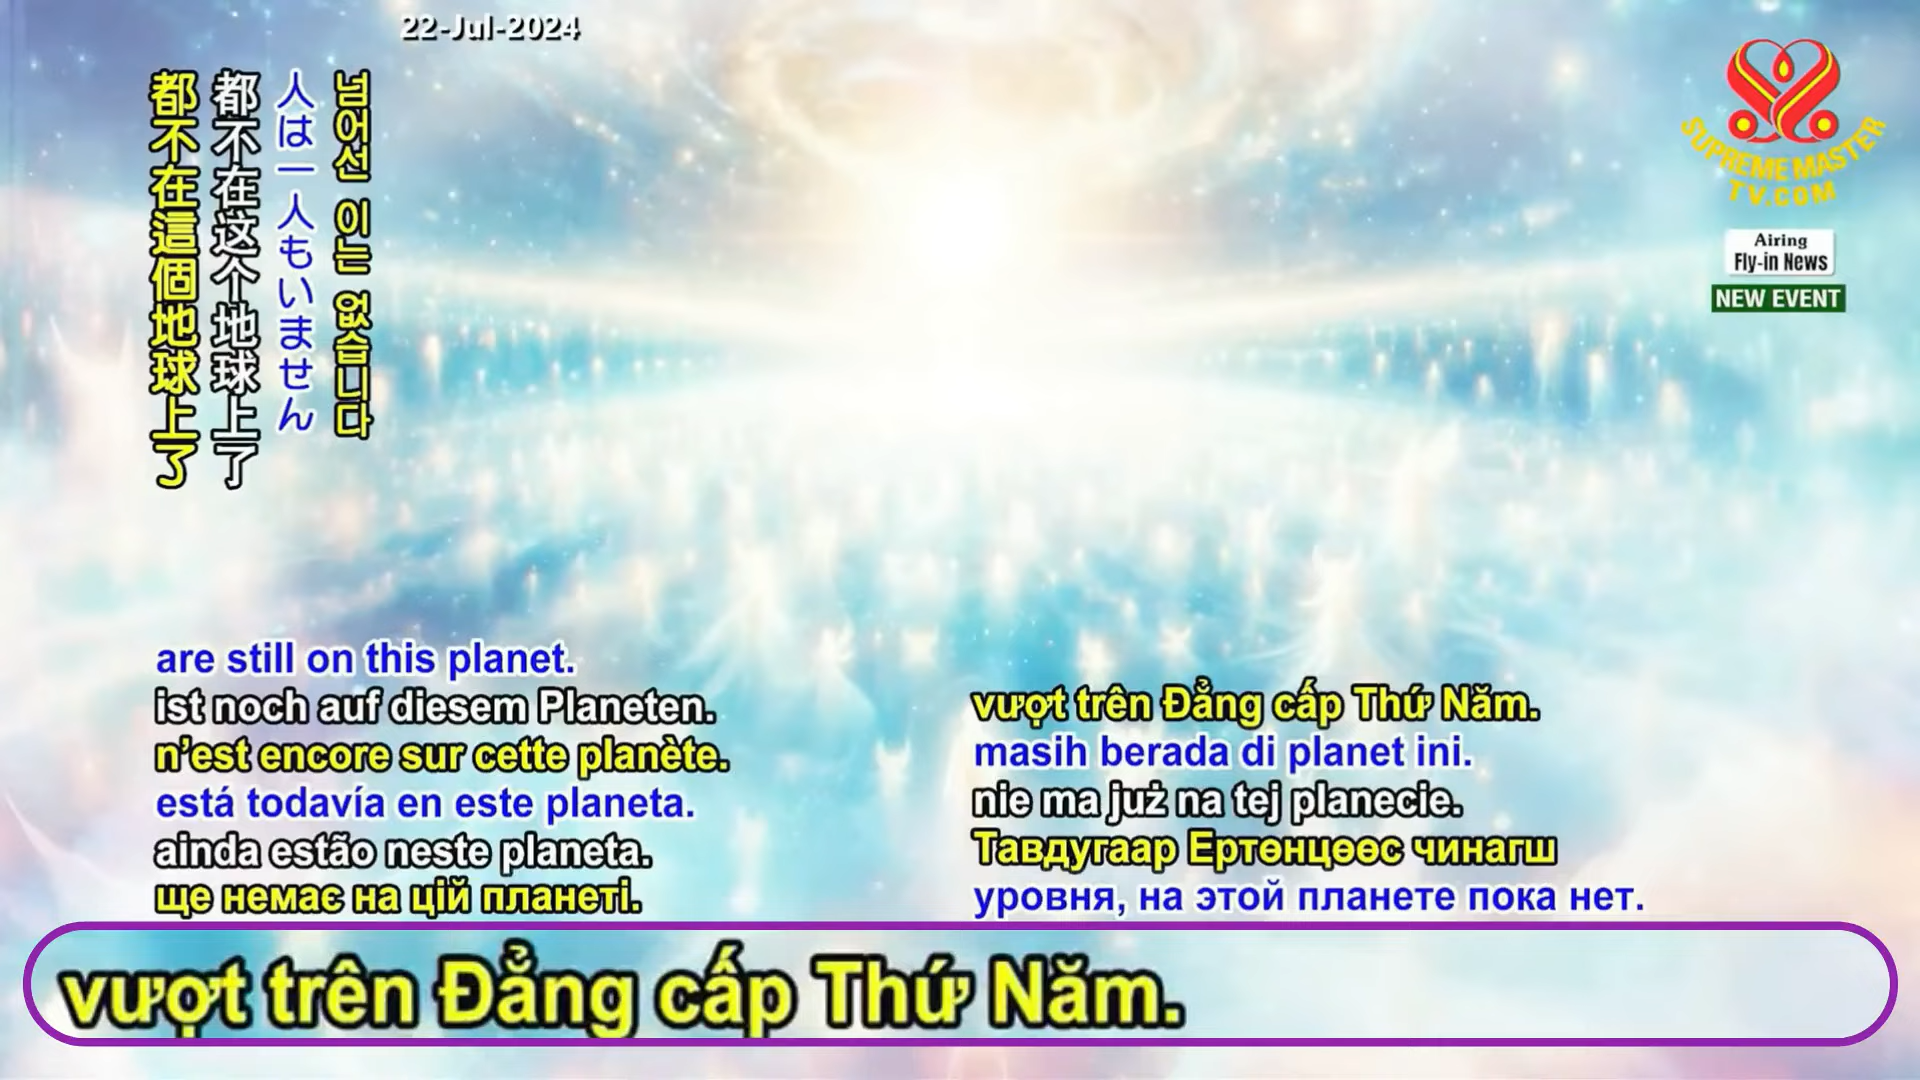 22-Jul-2024
都不在這個地球上了
都不在这个地球上了
人は一人もいません
넘어선 이는 없습니다
SUPREME MASTER
TV.COM
Airing
Fly-in News
NEW EVENT
are still on this planet.
ist noch auf diesem Planeten.
n'est encore sur cette planète.
está todavía en este planeta.
ainda estão neste planeta.
ще немає на цій планеті.
vượt trên Đẳng cấp Thứ Năm.
masih berada di planet ini.
nie ma już na tej planecie.
Тавдугаар Ертөнцөөс чинагш
уровня, на этой планете пока нет.
vượt trên Đẳng cấp Thứ Năm.